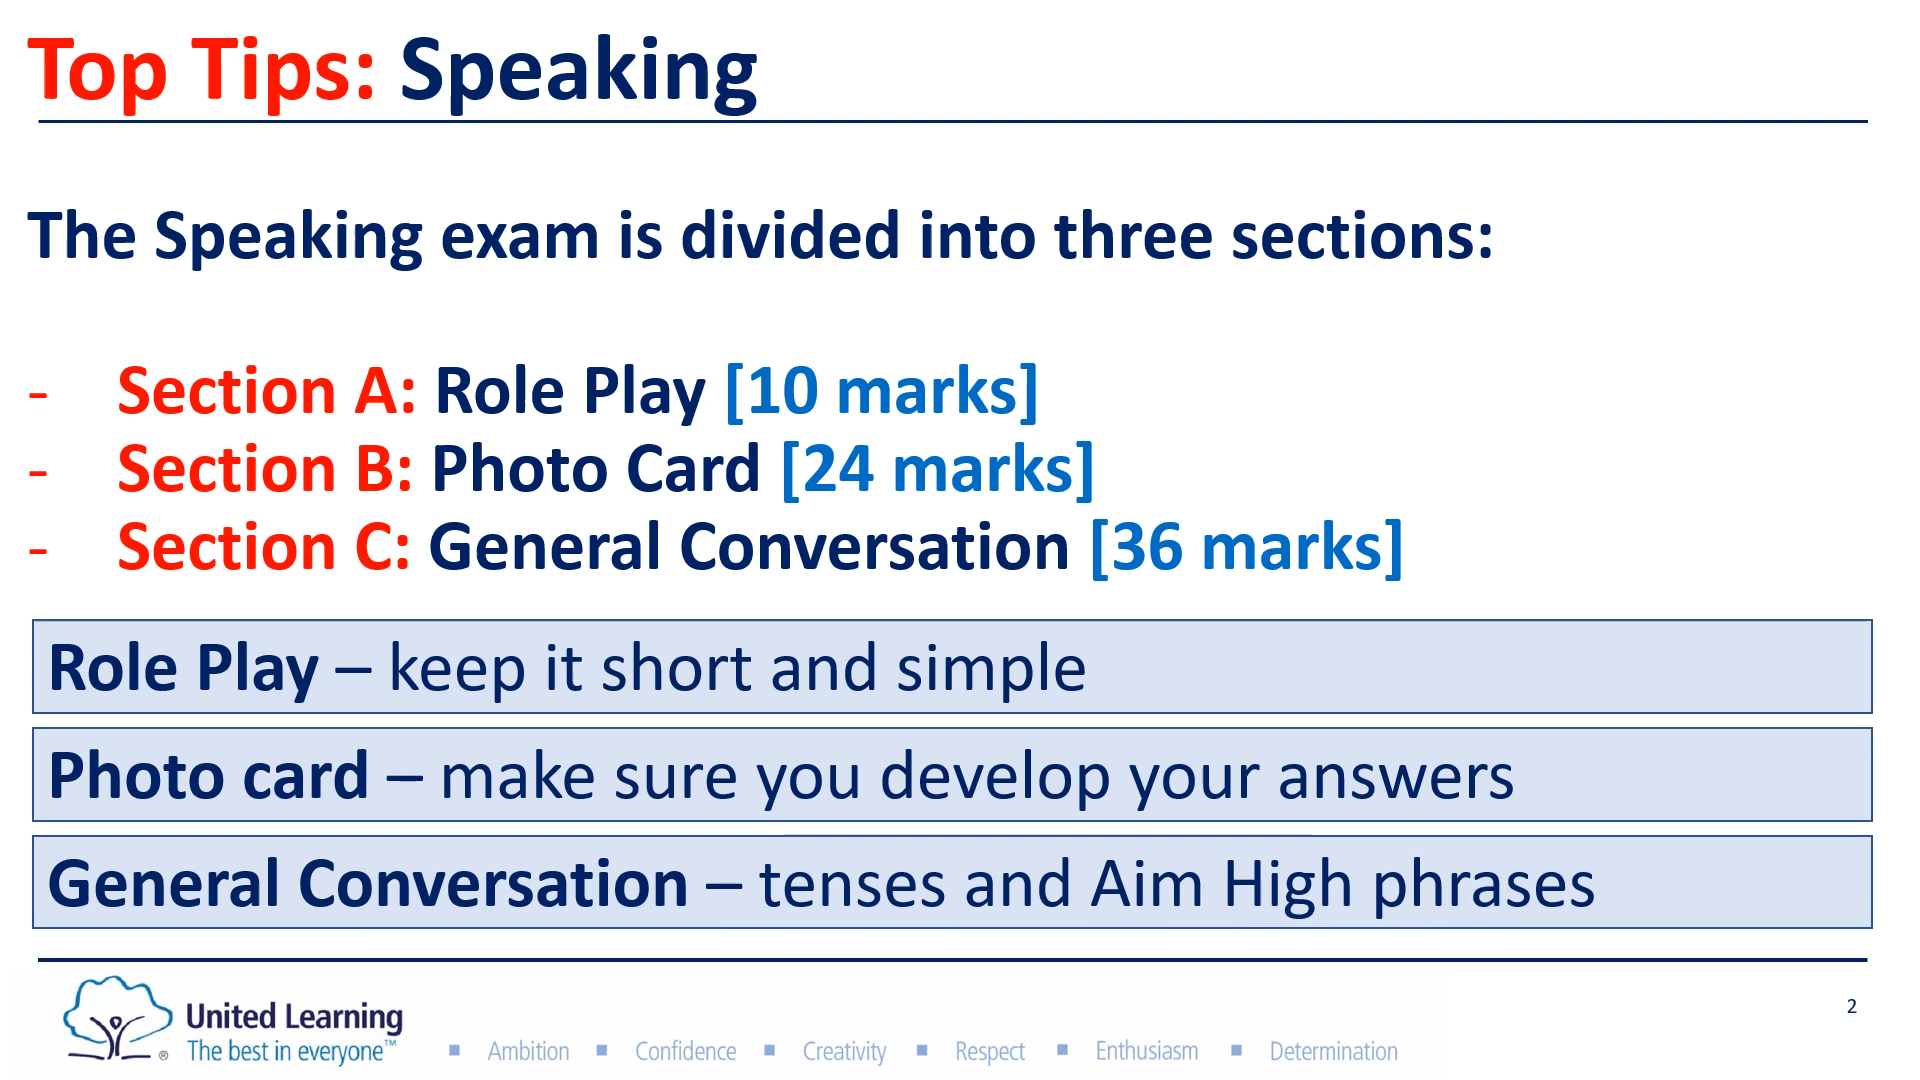 Top Tips: Speaking
The Speaking exam is divided into three sections:
- Section A: Role Play [10 marks]
- Section B: Photo Card [24 marks]
- Section C: General Conversation [36 marks]
Role Play – keep it short and simple
Photo card – make sure you develop your answers
General Conversation – tenses and Aim High phrases
United Learning
The best in everyone™
®
▪ Ambition ▪ Confidence ▪ Creativity ▪ Respect ▪ Enthusiasm ▪ Determination
2